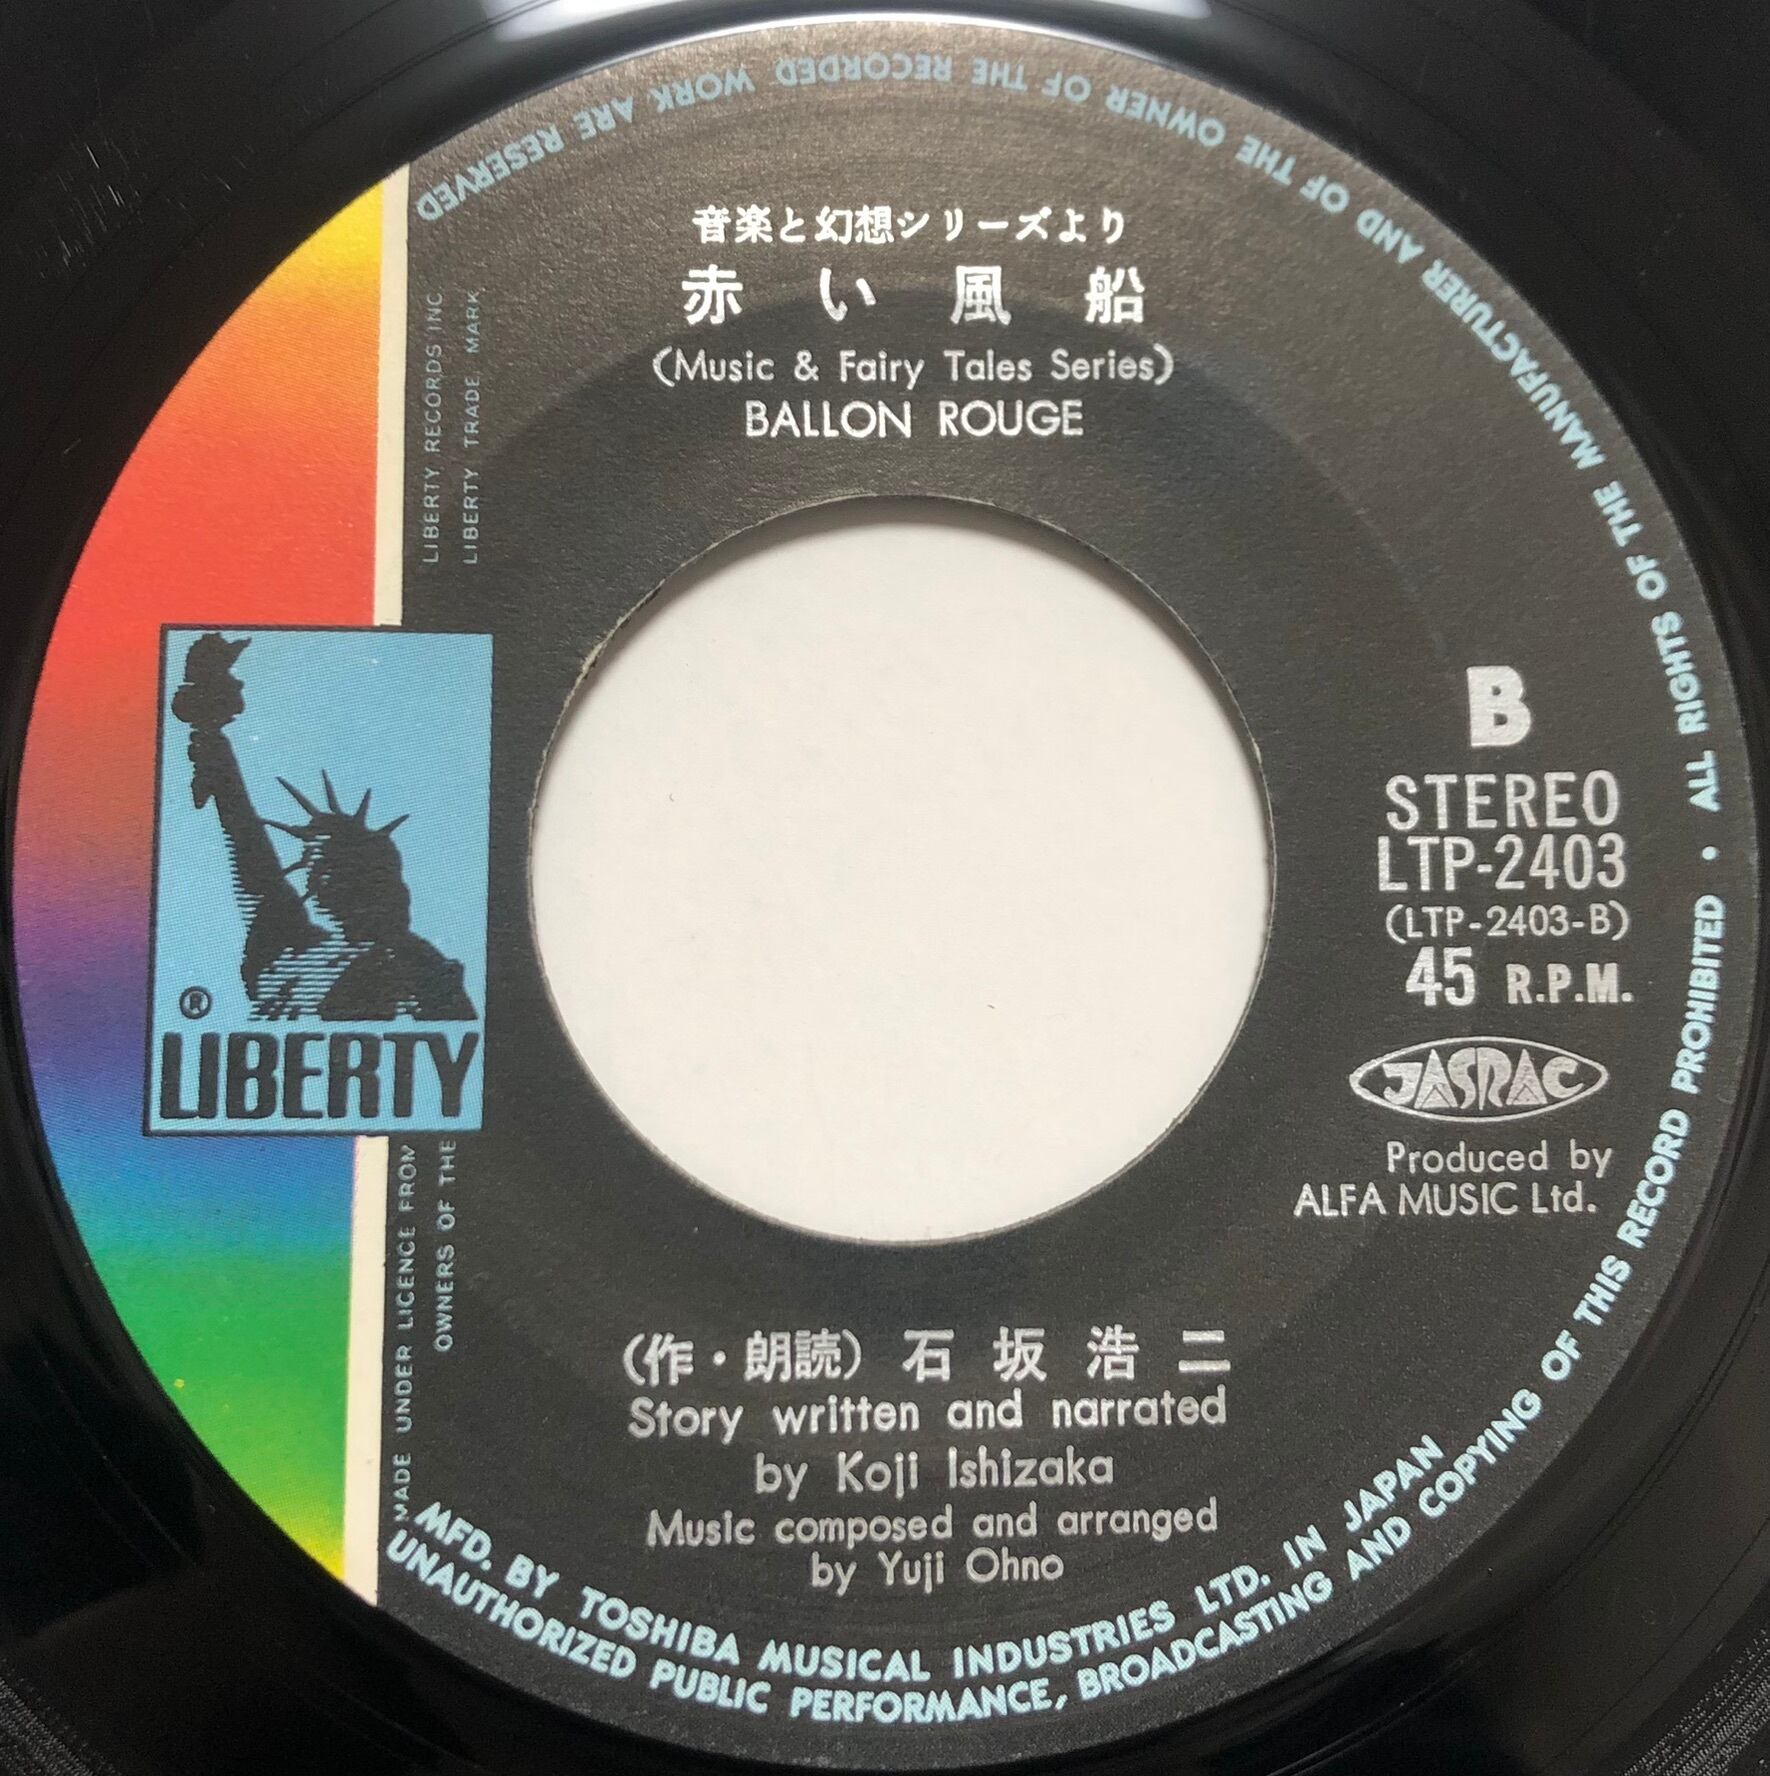 音楽と幻想シリーズより
赤い風船
(Music & Fairy Tales Series)
BALLON ROUGE
LIBERTY RECORDS INC.
LIBERTY TRADE MARK
®
LIBERTY
MADE UNDER LICENCE FROM
OWNERS OF THE
B
STEREO
LTP-2403
(LTP-2403-B)
45 R.P.M.
JASRAC
Produced by
ALFA MUSIC Ltd.
(作・朗読) 石坂浩二
Story written and narrated
by Koji Ishizaka
Music composed and arranged
by Yuji Ohno
MFD. BY TOSHIBA MUSICAL INDUSTRIES LTD. IN JAPAN
UNAUTHORIZED PUBLIC PERFORMANCE, BROADCASTING AND COPYING OF THIS RECORD PROHIBITED • ALL RIGHTS OF THE MANUFACTURER AND OF THE OWNER OF THE RECORDED WORK ARE RESERVED